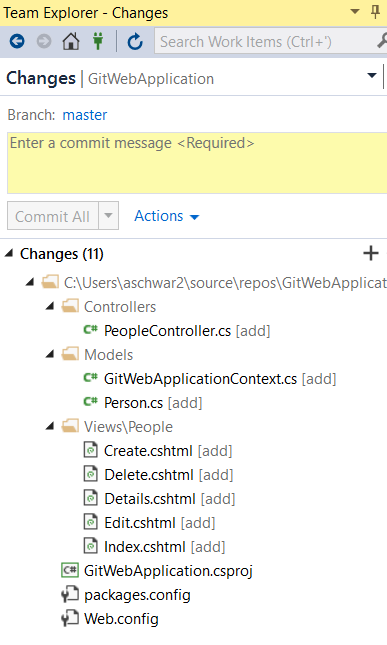 Team Explorer - Changes
Search Work Items (Ctrl+')
Changes | GitWebApplication
Branch: master
Enter a commit message <Required>
Commit All Actions
Changes (11)
C:\Users\aschwar2\source\repos\GitWebApplicat
Controllers
C# PeopleController.cs [add]
Models
C# GitWebApplicationContext.cs [add]
C# Person.cs [add]
Views\People
Create.cshtml [add]
Delete.cshtml [add]
Details.cshtml [add]
Edit.cshtml [add]
Index.cshtml [add]
C# GitWebApplication.csproj
packages.config
Web.config